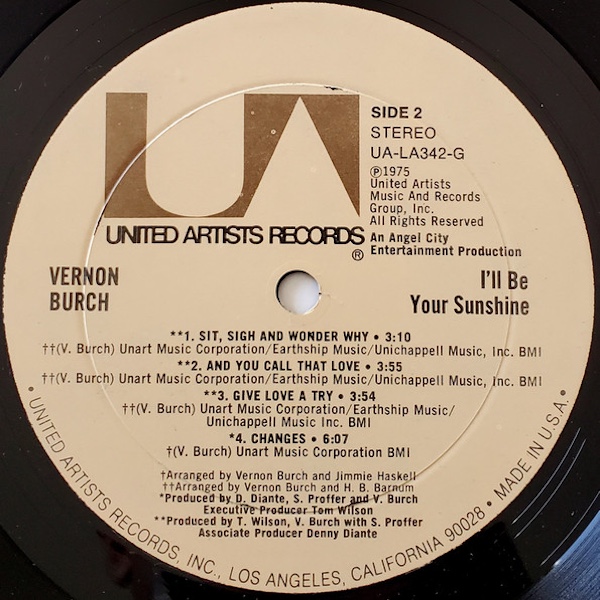 UA
SIDE 2
STEREO
UA-LA342-G
Ⓟ1975
United Artists
Music And Records
Group, Inc.
All Rights Reserved
An Angel City
Entertainment Production
UNITED ARTISTS RECORDS
®
VERNON
BURCH
I'll Be
Your Sunshine
**1. SIT, SIGH AND WONDER WHY • 3:10
††(V. Burch) Unart Music Corporation/Earthship Music/Unichappell Music, Inc. BMI
**2. AND YOU CALL THAT LOVE • 3:55
††(V. Burch) Unart Music Corporation/Earthship Music/Unichappell Music, Inc. BMI
**3. GIVE LOVE A TRY • 3:54
††(V. Burch) Unart Music Corporation/Earthship Music/
Unichappell Music Inc. BMI
*4. CHANGES • 6:07
†(V. Burch) Unart Music Corporation BMI
†Arranged by Vernon Burch and Jimmie Haskell
††Arranged by Vernon Burch and H. B. Barnum
*Produced by D. Diante, S. Proffer and V. Burch
Executive Producer Tom Wilson
**Produced by T. Wilson, V. Burch with S. Proffer
Associate Producer Denny Diante
• UNITED ARTISTS RECORDS, INC., LOS ANGELES, CALIFORNIA 90028 • MADE IN U.S.A. •